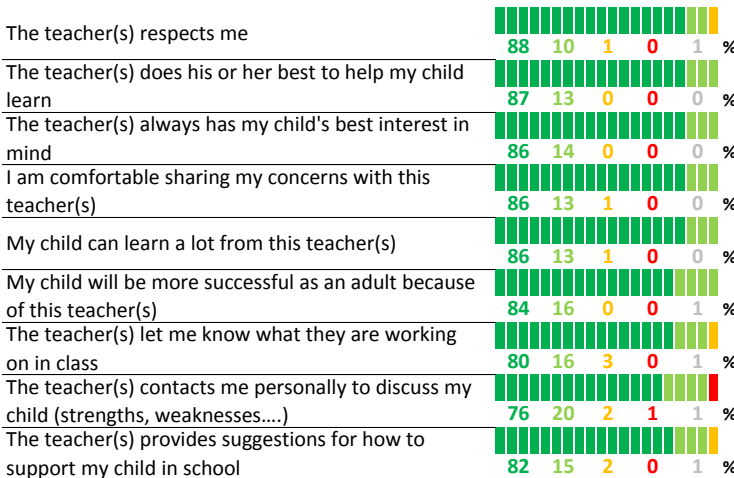 The teacher(s) respects me
88 10 1 0 1 %
The teacher(s) does his or her best to help my child
learn
87 13 0 0 0 %
The teacher(s) always has my child's best interest in
mind
86 14 0 0 0 %
I am comfortable sharing my concerns with this
teacher(s)
86 13 1 0 0 %
My child can learn a lot from this teacher(s)
86 13 1 0 0 %
My child will be more successful as an adult because
of this teacher(s)
84 16 0 0 1 %
The teacher(s) let me know what they are working
on in class
80 16 3 0 1 %
The teacher(s) contacts me personally to discuss my
child (strengths, weaknesses….)
76 20 2 1 1 %
The teacher(s) provides suggestions for how to
support my child in school
82 15 2 0 1 %